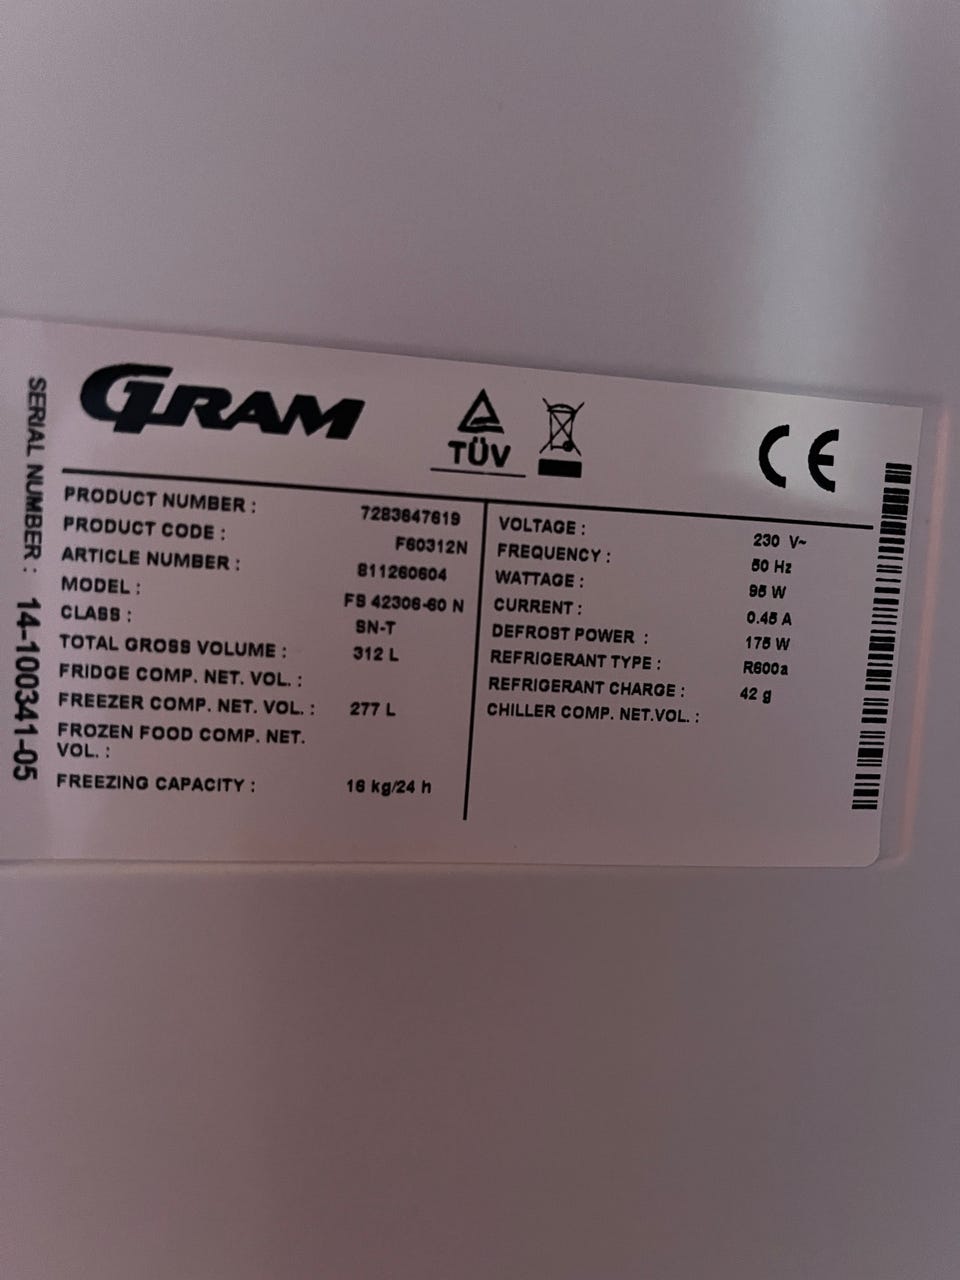 GRAM
TÜV
CE
SERIAL NUMBER : 14-100341-05
PRODUCT NUMBER : 7283647619
PRODUCT CODE : F60312N
ARTICLE NUMBER : 811260604
MODEL : FS 42306-60 N
CLASS : SN-T
TOTAL GROSS VOLUME : 312 L
FRIDGE COMP. NET. VOL. :
FREEZER COMP. NET. VOL. : 277 L
FROZEN FOOD COMP. NET.
VOL. :
FREEZING CAPACITY : 16 kg/24 h
VOLTAGE : 230 V~
FREQUENCY : 50 Hz
WATTAGE : 95 W
CURRENT : 0.45 A
DEFROST POWER : 175 W
REFRIGERANT TYPE : R600a
REFRIGERANT CHARGE : 42 g
CHILLER COMP. NET.VOL. :